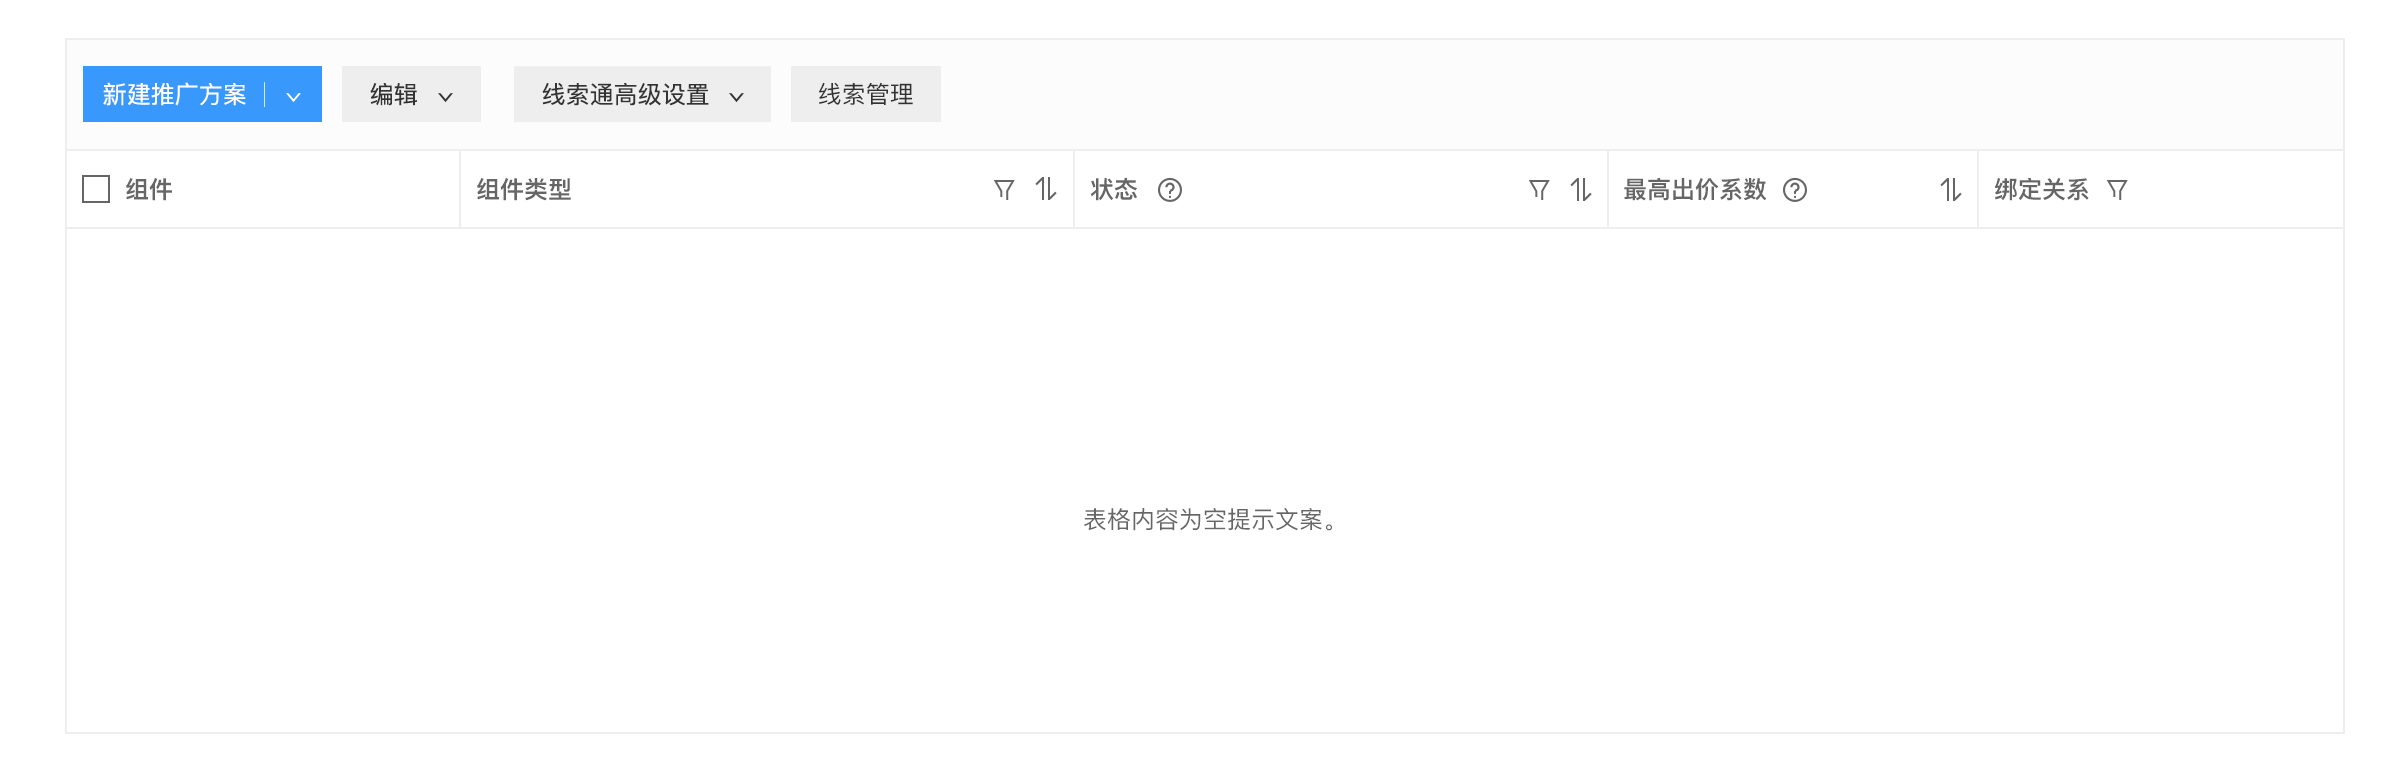 新建推广方案 编辑 线索通高级设置 线索管理
组件 组件类型 状态 最高出价系数 绑定关系
表格内容为空提示文案。